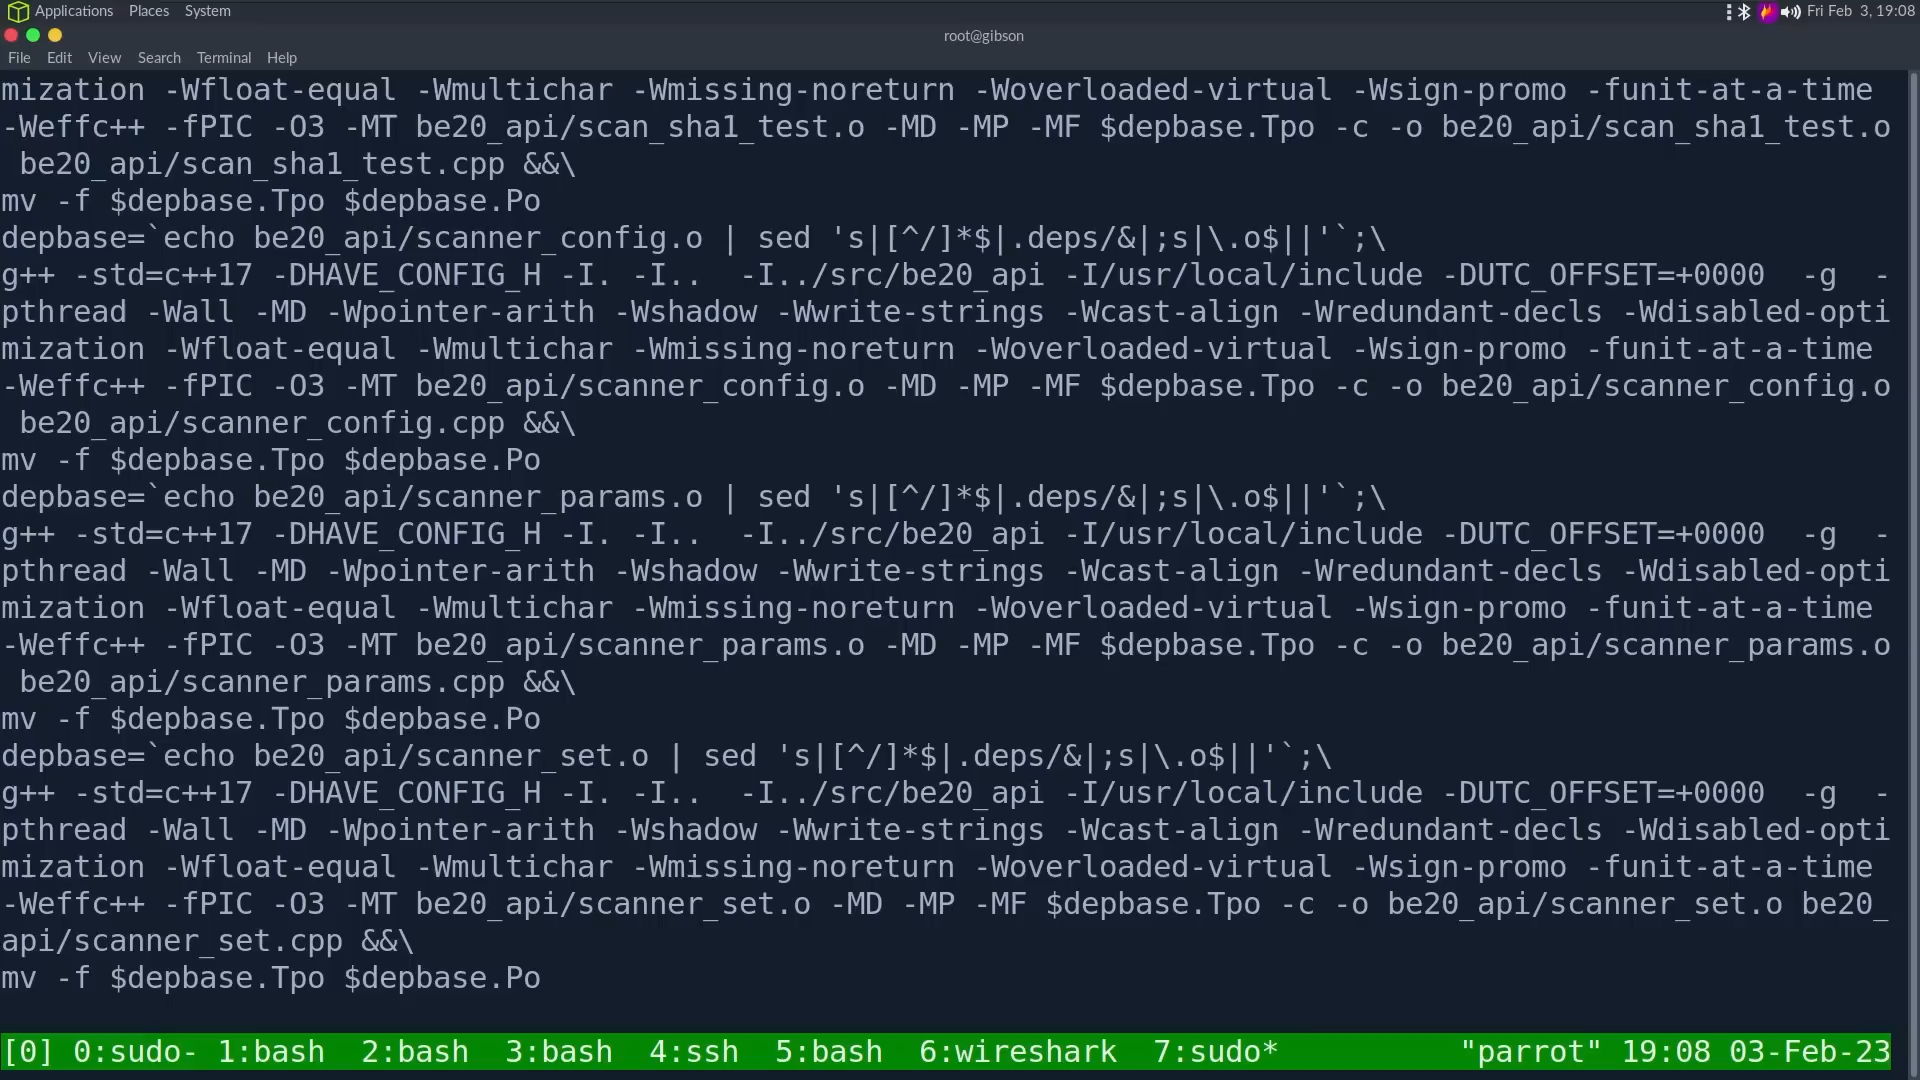 Applications Places System Fri Feb 3, 19:08
root@gibson
File Edit View Search Terminal Help
mization -Wfloat-equal -Wmultichar -Wmissing-noreturn -Woverloaded-virtual -Wsign-promo -funit-at-a-time
-Weffc++ -fPIC -O3 -MT be20_api/scan_sha1_test.o -MD -MP -MF $depbase.Tpo -c -o be20_api/scan_sha1_test.o
 be20_api/scan_sha1_test.cpp &&\
mv -f $depbase.Tpo $depbase.Po
depbase=`echo be20_api/scanner_config.o | sed 's|[^/]*$|.deps/&|;s|\.o$||'`;\
g++ -std=c++17 -DHAVE_CONFIG_H -I. -I..  -I../src/be20_api -I/usr/local/include -DUTC_OFFSET=+0000  -g  -
pthread -Wall -MD -Wpointer-arith -Wshadow -Wwrite-strings -Wcast-align -Wredundant-decls -Wdisabled-opti
mization -Wfloat-equal -Wmultichar -Wmissing-noreturn -Woverloaded-virtual -Wsign-promo -funit-at-a-time
-Weffc++ -fPIC -O3 -MT be20_api/scanner_config.o -MD -MP -MF $depbase.Tpo -c -o be20_api/scanner_config.o
 be20_api/scanner_config.cpp &&\
mv -f $depbase.Tpo $depbase.Po
depbase=`echo be20_api/scanner_params.o | sed 's|[^/]*$|.deps/&|;s|\.o$||'`;\
g++ -std=c++17 -DHAVE_CONFIG_H -I. -I..  -I../src/be20_api -I/usr/local/include -DUTC_OFFSET=+0000  -g  -
pthread -Wall -MD -Wpointer-arith -Wshadow -Wwrite-strings -Wcast-align -Wredundant-decls -Wdisabled-opti
mization -Wfloat-equal -Wmultichar -Wmissing-noreturn -Woverloaded-virtual -Wsign-promo -funit-at-a-time
-Weffc++ -fPIC -O3 -MT be20_api/scanner_params.o -MD -MP -MF $depbase.Tpo -c -o be20_api/scanner_params.o
 be20_api/scanner_params.cpp &&\
mv -f $depbase.Tpo $depbase.Po
depbase=`echo be20_api/scanner_set.o | sed 's|[^/]*$|.deps/&|;s|\.o$||'`;\
g++ -std=c++17 -DHAVE_CONFIG_H -I. -I..  -I../src/be20_api -I/usr/local/include -DUTC_OFFSET=+0000  -g  -
pthread -Wall -MD -Wpointer-arith -Wshadow -Wwrite-strings -Wcast-align -Wredundant-decls -Wdisabled-opti
mization -Wfloat-equal -Wmultichar -Wmissing-noreturn -Woverloaded-virtual -Wsign-promo -funit-at-a-time
-Weffc++ -fPIC -O3 -MT be20_api/scanner_set.o -MD -MP -MF $depbase.Tpo -c -o be20_api/scanner_set.o be20_
api/scanner_set.cpp &&\
mv -f $depbase.Tpo $depbase.Po
[0] 0:sudo- 1:bash  2:bash  3:bash  4:ssh  5:bash  6:wireshark  7:sudo* "parrot" 19:08 03-Feb-23